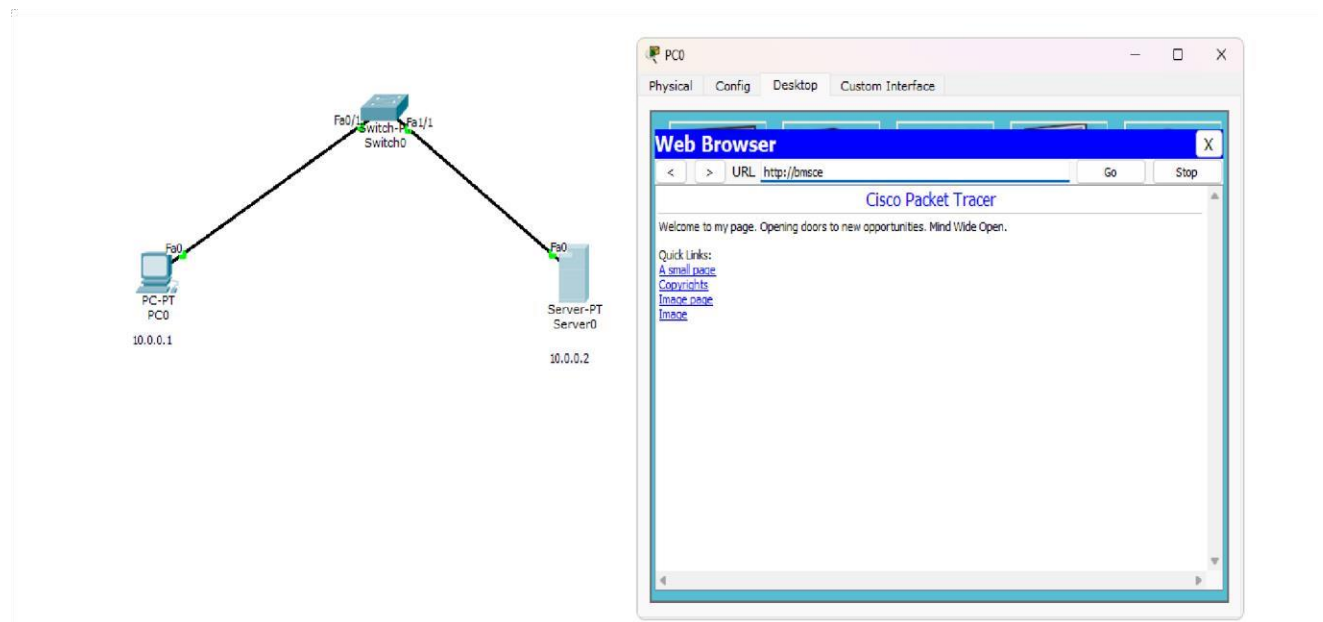 Fa0/1
Fa1/1
Switch-P
Switch0
Fa0
PC-PT
PC0
10.0.0.1
Fa0
Server-PT
Server0
10.0.0.2
PC0
Physical Config Desktop Custom Interface
Web Browser X
< > URL http://bmsce Go Stop
Cisco Packet Tracer
Welcome to my page. Opening doors to new opportunities. Mind Wide Open.
Quick Links:
A small page
Copyrights
Image page
Image